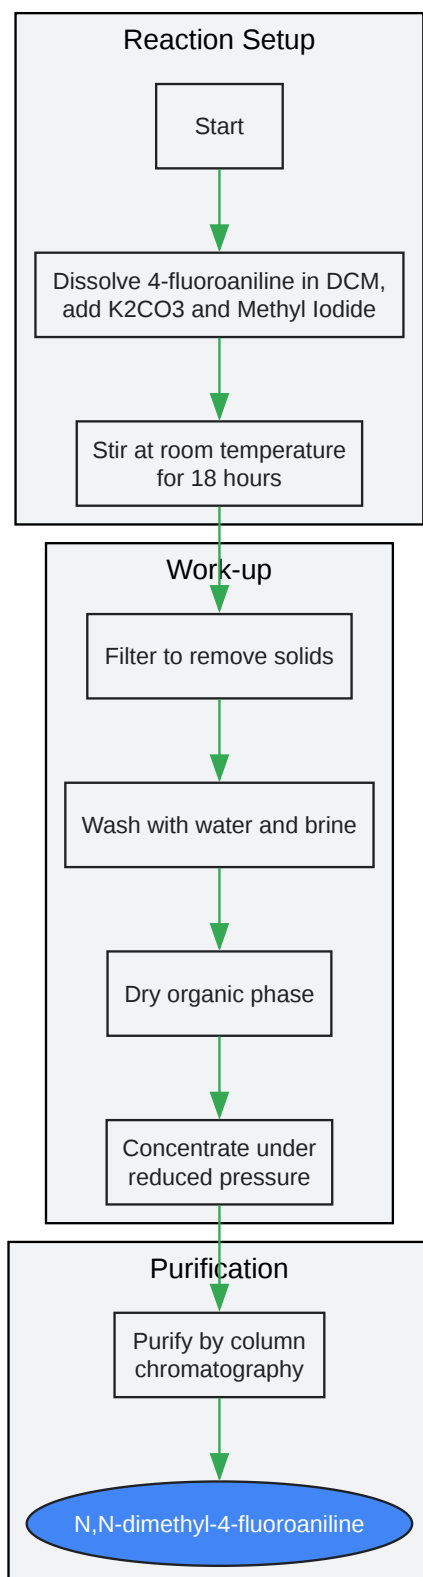 Reaction Setup
Start
Dissolve 4-fluoroaniline in DCM,
add K2CO3 and Methyl Iodide
Stir at room temperature
for 18 hours
Work-up
Filter to remove solids
Wash with water and brine
Dry organic phase
Concentrate under
reduced pressure
Purification
Purify by column
chromatography
N,N-dimethyl-4-fluoroaniline